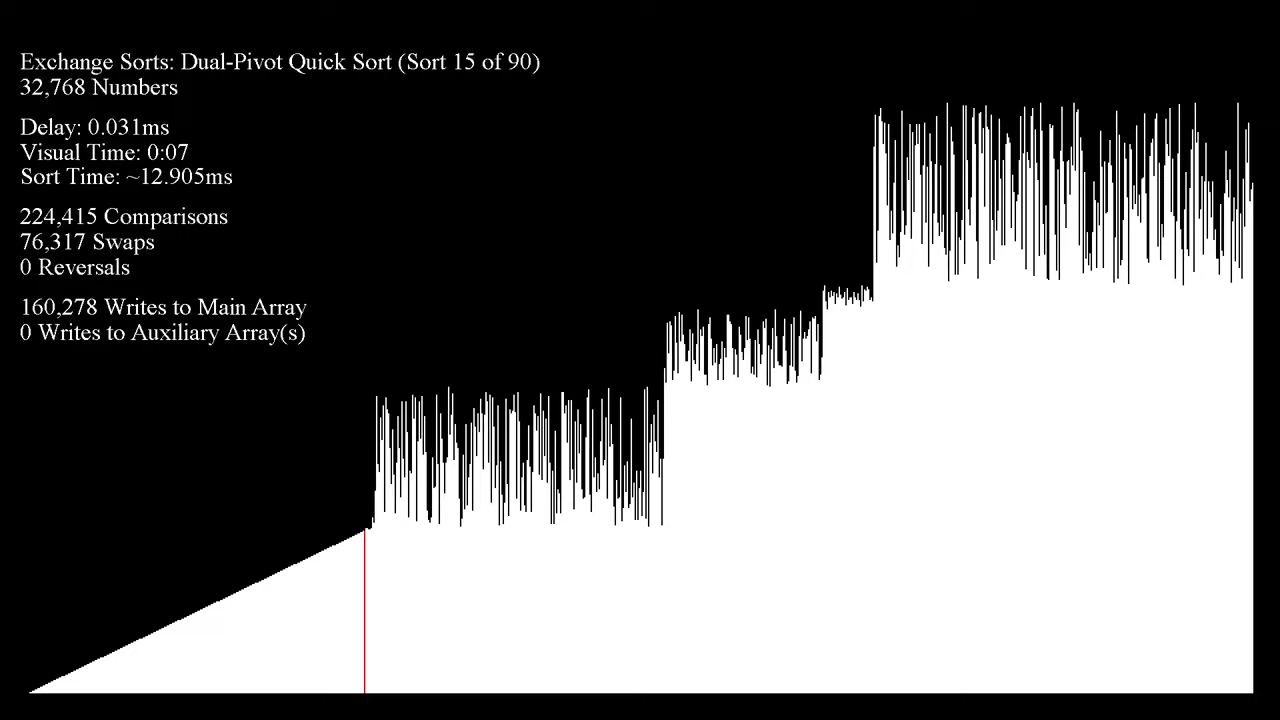 Exchange Sorts: Dual-Pivot Quick Sort (Sort 15 of 90)
32,768 Numbers
Delay: 0.031ms
Visual Time: 0:07
Sort Time: ~12.905ms
224,415 Comparisons
76,317 Swaps
0 Reversals
160,278 Writes to Main Array
0 Writes to Auxiliary Array(s)